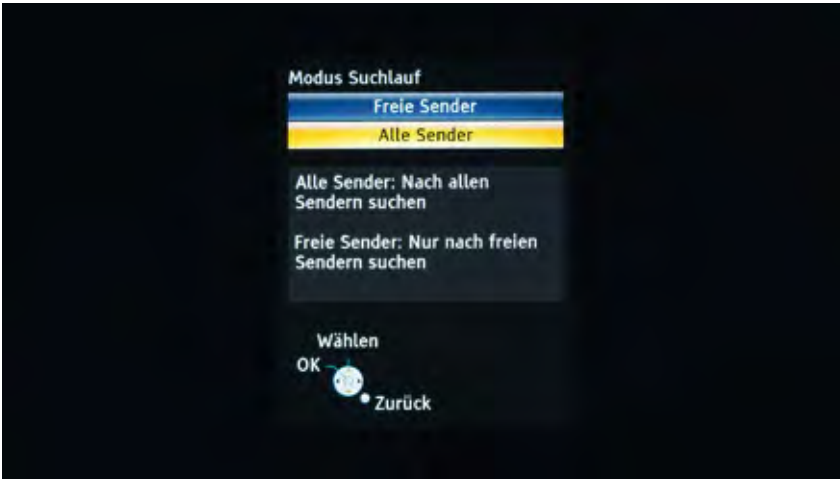 Modus Suchlauf
Freie Sender
Alle Sender
Alle Sender: Nach allen
Sendern suchen
Freie Sender: Nur nach freien
Sendern suchen
Wählen
OK
Zurück